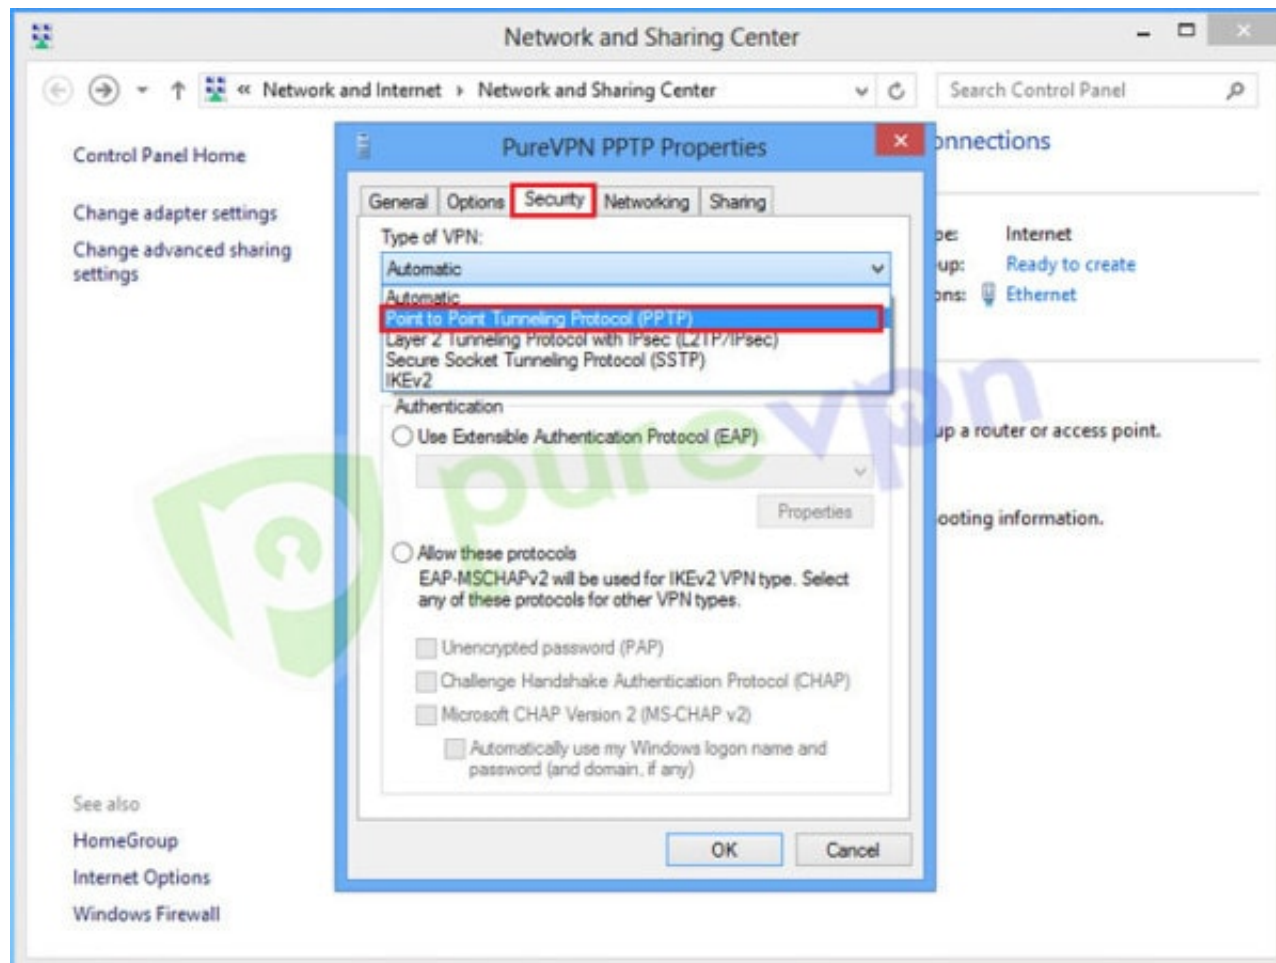 Network and Sharing Center
« Network and Internet Network and Sharing Center
Search Control Panel
Control Panel Home
Change adapter settings
Change advanced sharing
settings
See also
HomeGroup
Internet Options
Windows Firewall
PureVPN PPTP Properties
General Options Security Networking Sharing
Type of VPN:
Automatic
Automatic
Point to Point Tunneling Protocol (PPTP)
Layer 2 Tunneling Protocol with IPsec (L2TP/IPsec)
Secure Socket Tunneling Protocol (SSTP)
IKEv2
Authentication
Use Extensible Authentication Protocol (EAP)
Properties
Allow these protocols
EAP-MSCHAPv2 will be used for IKEv2 VPN type. Select
any of these protocols for other VPN types.
Unencrypted password (PAP)
Challenge Handshake Authentication Protocol (CHAP)
Microsoft CHAP Version 2 (MS-CHAP v2)
Automatically use my Windows logon name and
password (and domain, if any)
OK Cancel
onnections
pe: Internet
up: Ready to create
ons: Ethernet
up a router or access point.
ooting information.
purevpn